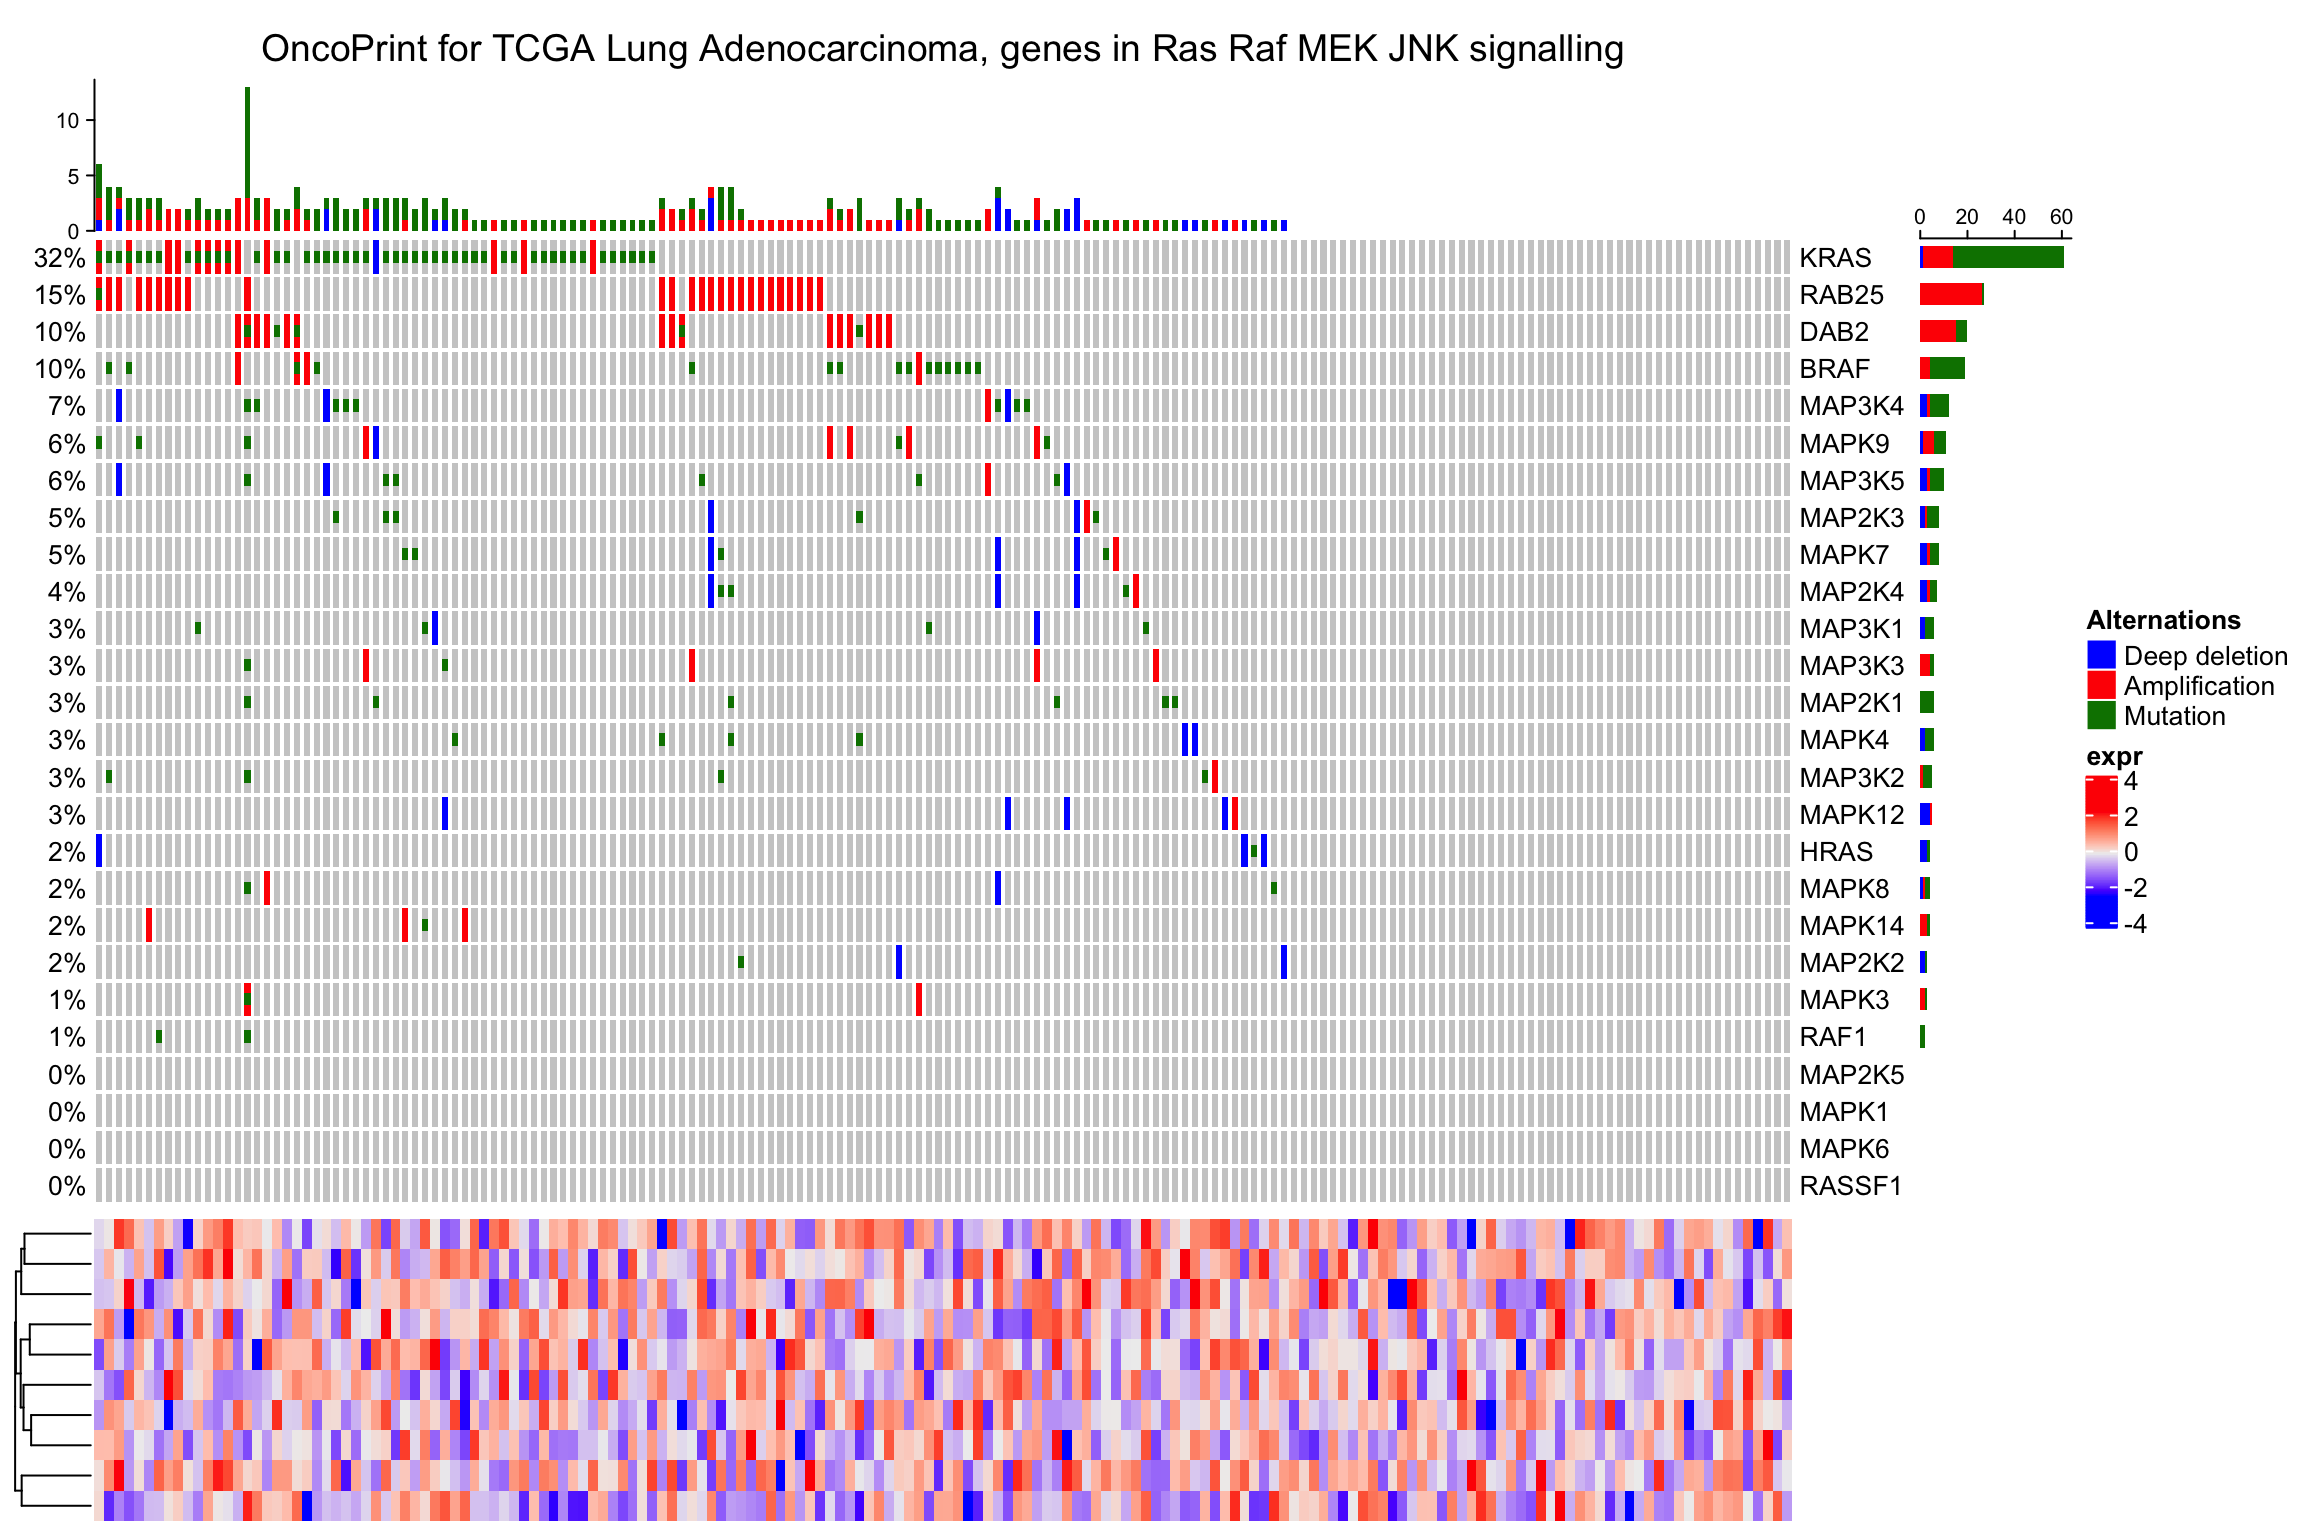 OncoPrint for TCGA Lung Adenocarcinoma, genes in Ras Raf MEK JNK signalling
10
5
0
0 20 40 60
32% KRAS
15% RAB25
10% DAB2
10% BRAF
7% MAP3K4
6% MAPK9
6% MAP3K5
5% MAP2K3
5% MAPK7
4% MAP2K4
3% MAP3K1
3% MAP3K3
3% MAP2K1
3% MAPK4
3% MAP3K2
3% MAPK12
2% HRAS
2% MAPK8
2% MAPK14
2% MAP2K2
1% MAPK3
1% RAF1
0% MAP2K5
0% MAPK1
0% MAPK6
0% RASSF1
Alternations
Deep deletion
Amplification
Mutation
expr
4
2
0
-2
-4